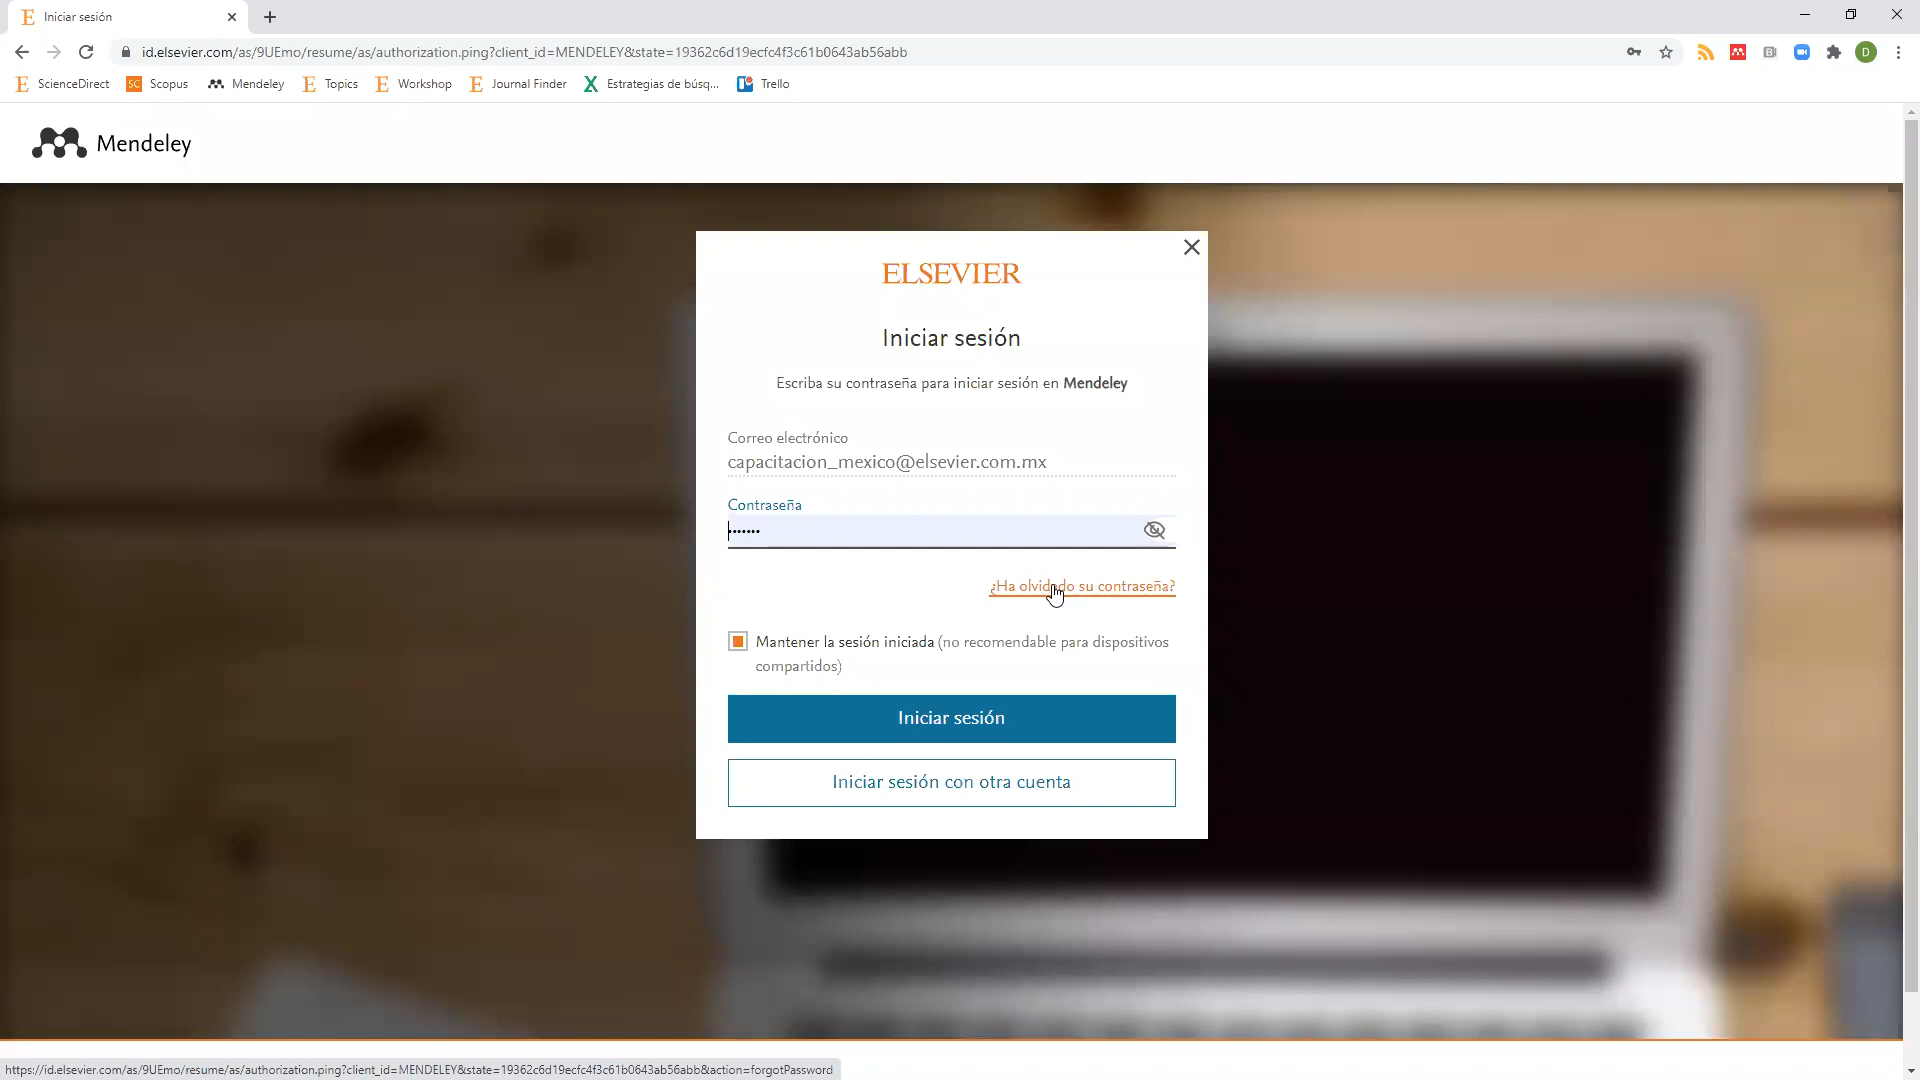 Iniciar sesión
id.elsevier.com/as/9UEmo/resume/as/authorization.ping?client_id=MENDELEY&state=19362c6d19ecfc4f3c61b0643ab56abb
D
ScienceDirect
SC Scopus
Mendeley
Topics
Workshop
Journal Finder
Estrategias de búsq...
Trello
Mendeley
ELSEVIER
Iniciar sesión
Escriba su contraseña para iniciar sesión en Mendeley
Correo electrónico
capacitacion_mexico@elsevier.com.mx
Contraseña
•••••••
¿Ha olvidado su contraseña?
Mantener la sesión iniciada (no recomendable para dispositivos
compartidos)
Iniciar sesión
Iniciar sesión con otra cuenta
https://id.elsevier.com/as/9UEmo/resume/as/authorization.ping?client_id=MENDELEY&state=19362c6d19ecfc4f3c61b0643ab56abb&action=forgotPassword